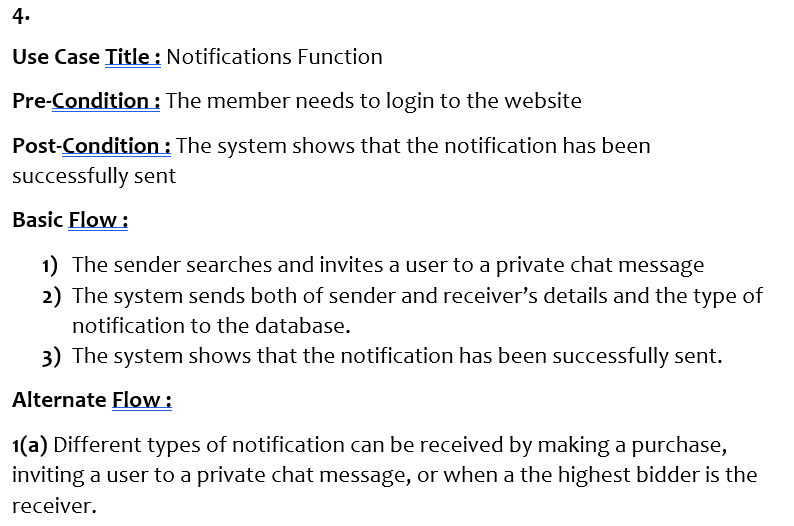 4.
Use Case Title : Notifications Function
Pre-Condition : The member needs to login to the website
Post-Condition : The system shows that the notification has been
successfully sent
Basic Flow :
1) The sender searches and invites a user to a private chat message
2) The system sends both of sender and receiver’s details and the type of
notification to the database.
3) The system shows that the notification has been successfully sent.
Alternate Flow :
1(a) Different types of notification can be received by making a purchase,
inviting a user to a private chat message, or when a the highest bidder is the
receiver.